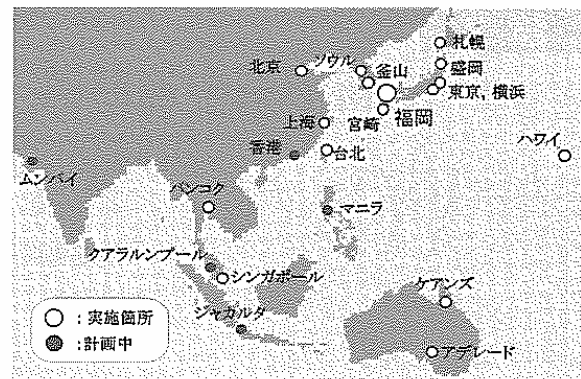 札幌
北京
ソウル
釜山
盛岡
東京, 横浜
上海
宮崎
福岡
香港
台北
ハワイ
ムンバイ
バンコク
マニラ
クアラルンプール
シンガポール
ケアンズ
ジャカルタ
アデレード
○ : 実施箇所
● : 計画中